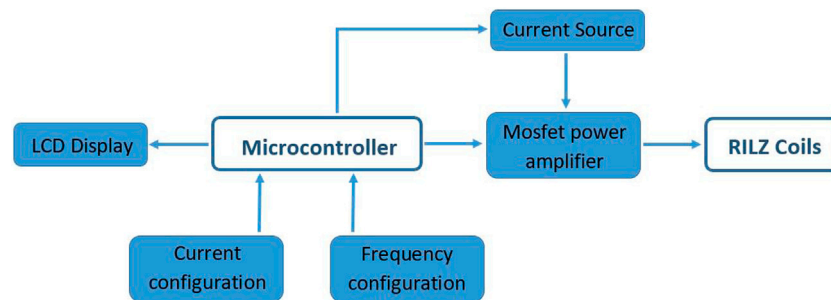 Current Source
LCD Display
Microcontroller
Mosfet power
amplifier
RILZ Coils
Current
configuration
Frequency
configuration